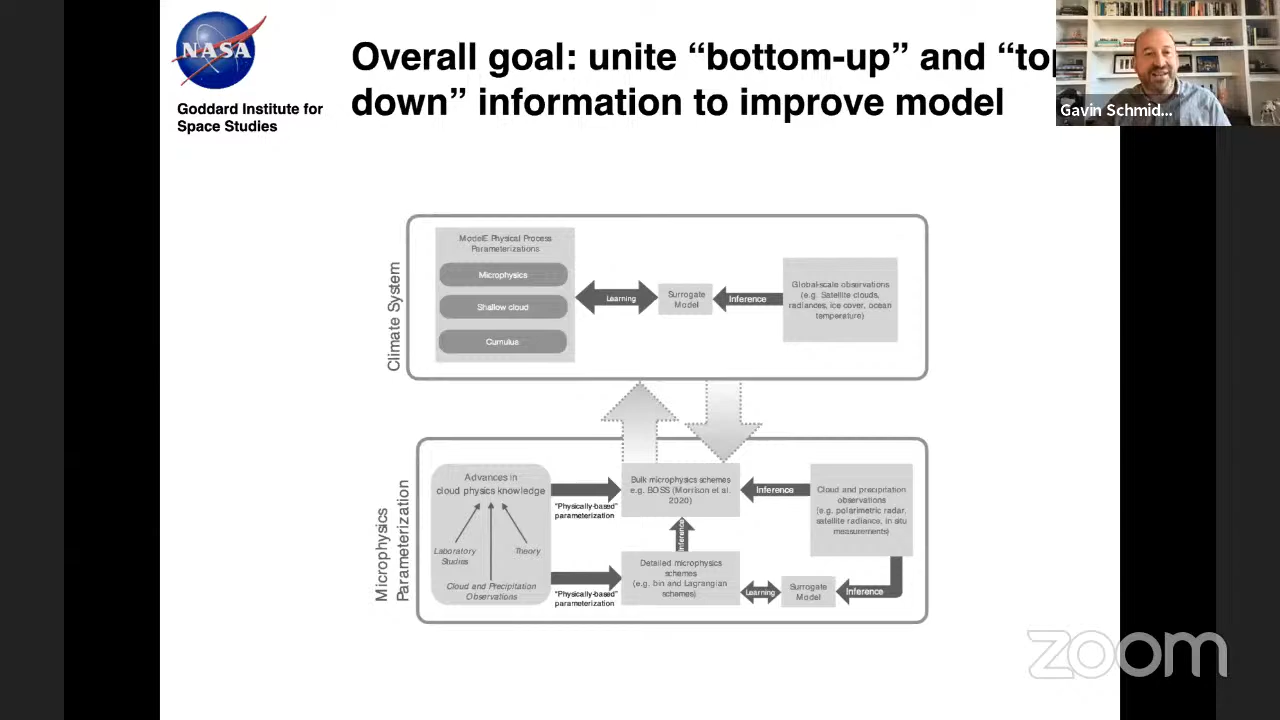 NASA
Goddard Institute for
Space Studies
Overall goal: unite “bottom-up” and “to
down” information to improve model
Gavin Schmid...
Climate System
ModelE Physical Process
Parameterizations
Microphysics
Shallow cloud
Cumulus
Learning
Surrogate
Model
Inference
Global-scale observations
(e.g. Satellite clouds,
radiances, ice cover, ocean
temperature)
Microphysics
Parameterization
Advances in
cloud physics knowledge
Laboratory
Studies
Theory
Cloud and Precipitation
Observations
"Physically-based"
parameterization
"Physically-based"
parameterization
Bulk microphysics schemes
e.g. BOSS (Morrison et al.
2020)
Inference
Detailed microphysics
schemes
(e.g. bin and Lagrangian
schemes)
Inference
Cloud and precipitation
observations
(e.g. polarimetric radar,
satellite radiance, in situ
measurements)
Learning
Surrogate
Model
Inference
zoom